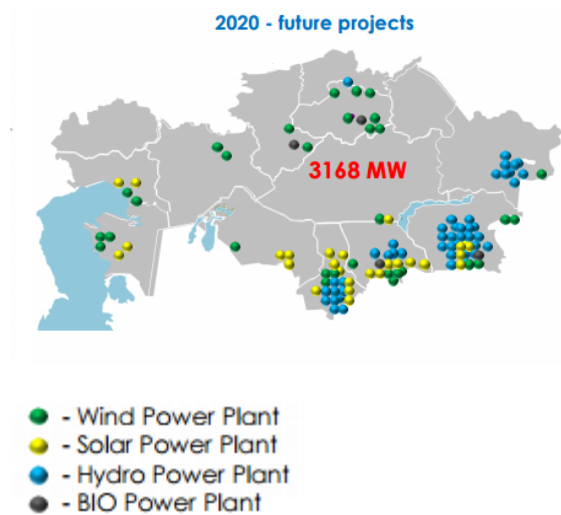 2020 - future projects
3168 MW
- Wind Power Plant
- Solar Power Plant
- Hydro Power Plant
- BIO Power Plant